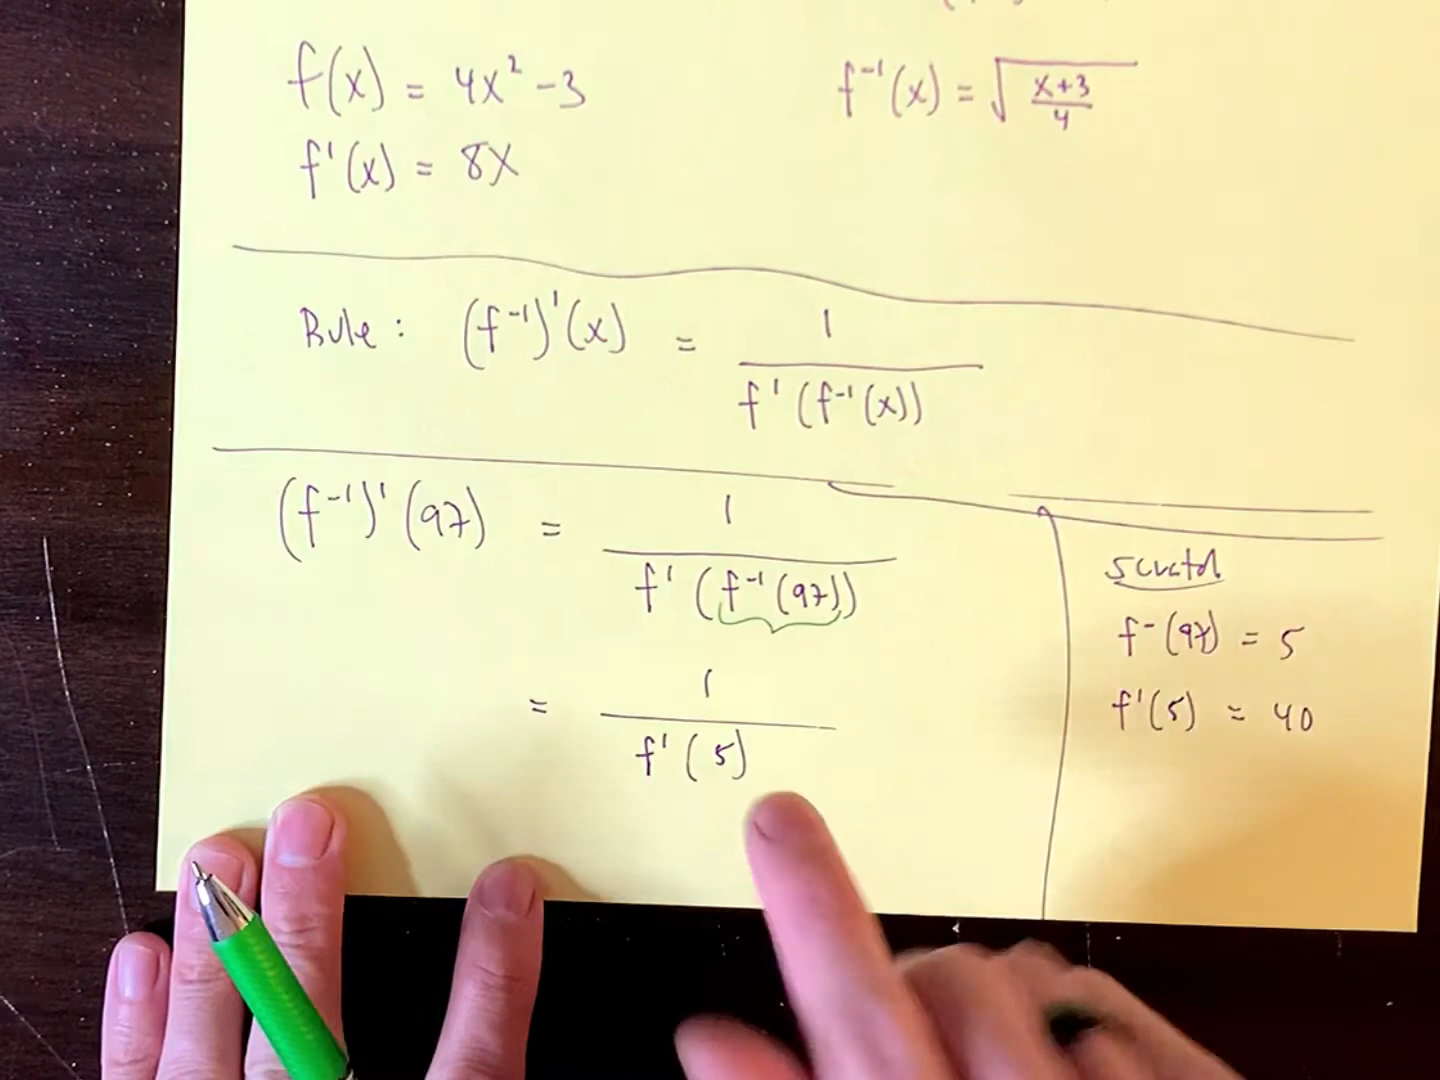 f(x) = 4x² - 3
f⁻¹(x) = √((x+3)/4)
f'(x) = 8x
Rule: (f⁻¹)'(x) = 1 / f'(f⁻¹(x))
(f⁻¹)'(97) = 1 / f'(f⁻¹(97))
= 1 / f'(5)
scratch
f⁻(97) = 5
f'(5) = 40